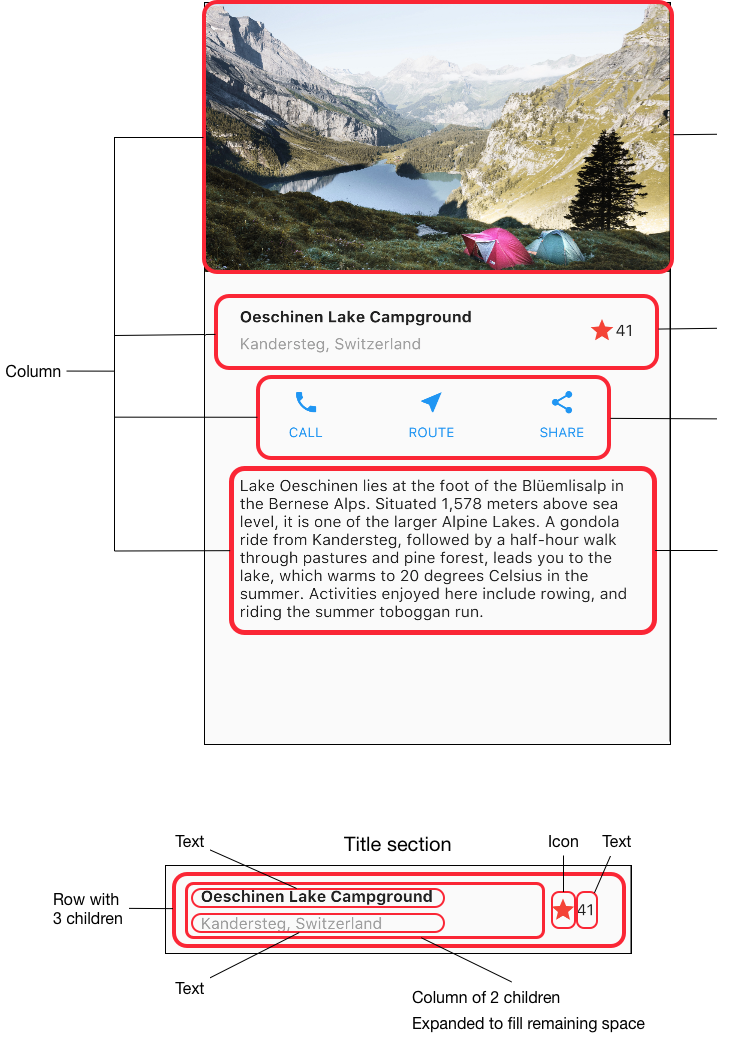 Oeschinen Lake Campground
Kandersteg, Switzerland
41
Column
CALL
ROUTE
SHARE
Lake Oeschinen lies at the foot of the Blüemlisalp in
the Bernese Alps. Situated 1,578 meters above sea
level, it is one of the larger Alpine Lakes. A gondola
ride from Kandersteg, followed by a half-hour walk
through pastures and pine forest, leads you to the
lake, which warms to 20 degrees Celsius in the
summer. Activities enjoyed here include rowing, and
riding the summer toboggan run.
Text
Title section
Icon
Text
Row with
3 children
Oeschinen Lake Campground
Kandersteg, Switzerland
41
Text
Column of 2 children
Expanded to fill remaining space